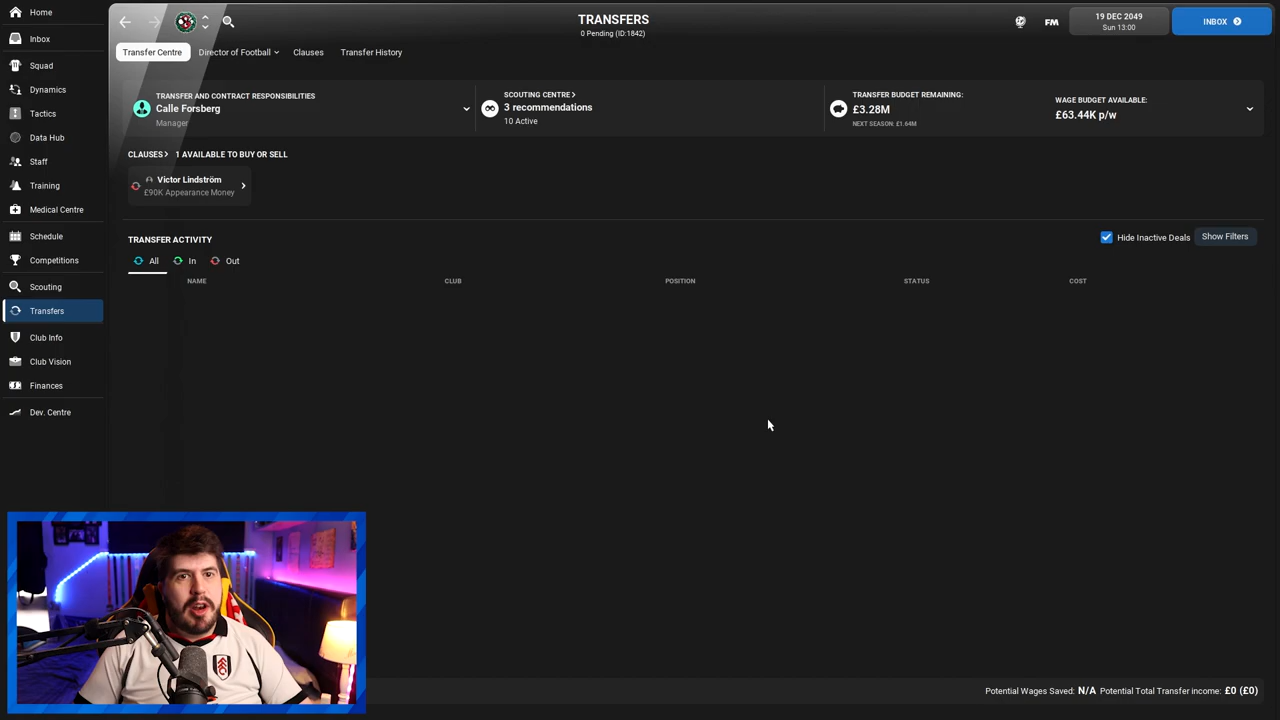 Home
Inbox
Squad
Dynamics
Tactics
Data Hub
Staff
Training
Medical Centre
Schedule
Competitions
Scouting
Transfers
Club Info
Club Vision
Finances
Dev. Centre
TRANSFERS
0 Pending (ID:1842)
FM
19 DEC 2049
Sun 13:00
INBOX
Transfer Centre
Director of Football
Clauses
Transfer History
TRANSFER AND CONTRACT RESPONSIBILITIES
Calle Forsberg
Manager
SCOUTING CENTRE
3 recommendations
10 Active
TRANSFER BUDGET REMAINING:
£3.28M
NEXT SEASON: £1.64M
WAGE BUDGET AVAILABLE:
£63.44K p/w
CLAUSES 1 AVAILABLE TO BUY OR SELL
Victor Lindström
£90K Appearance Money
TRANSFER ACTIVITY
Hide Inactive Deals
Show Filters
All
In
Out
NAME
CLUB
POSITION
STATUS
COST
Potential Wages Saved: N/A Potential Total Transfer income: £0 (£0)